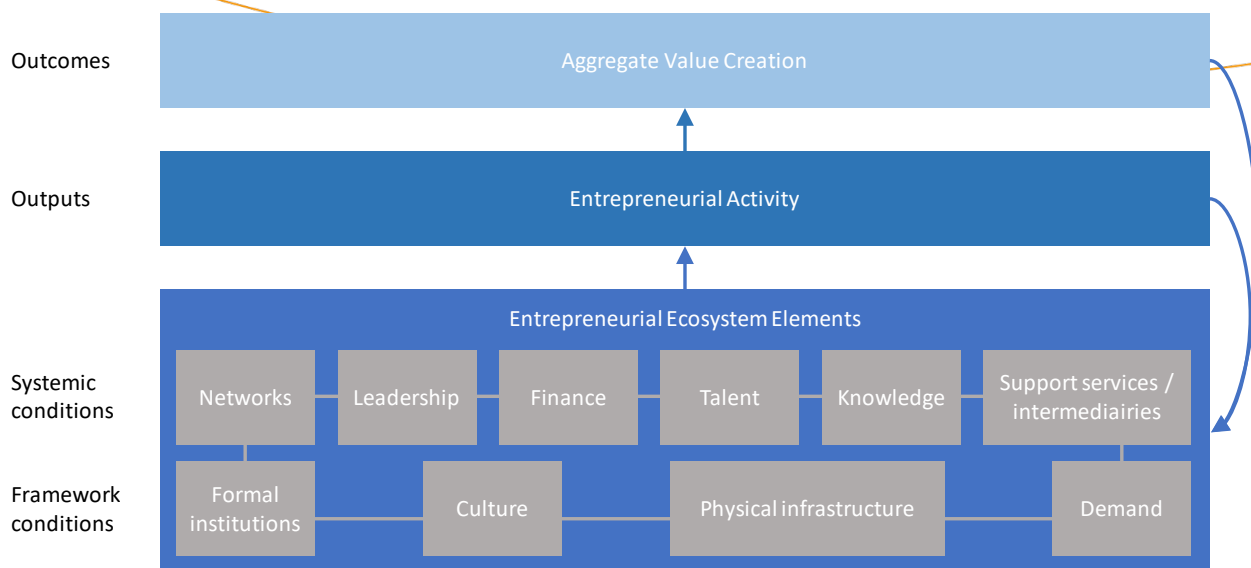 Outcomes
Aggregate Value Creation
Outputs
Entrepreneurial Activity
Entrepreneurial Ecosystem Elements
Systemic
conditions
Networks
Leadership
Finance
Talent
Knowledge
Support services /
intermediairies
Framework
conditions
Formal
institutions
Culture
Physical infrastructure
Demand